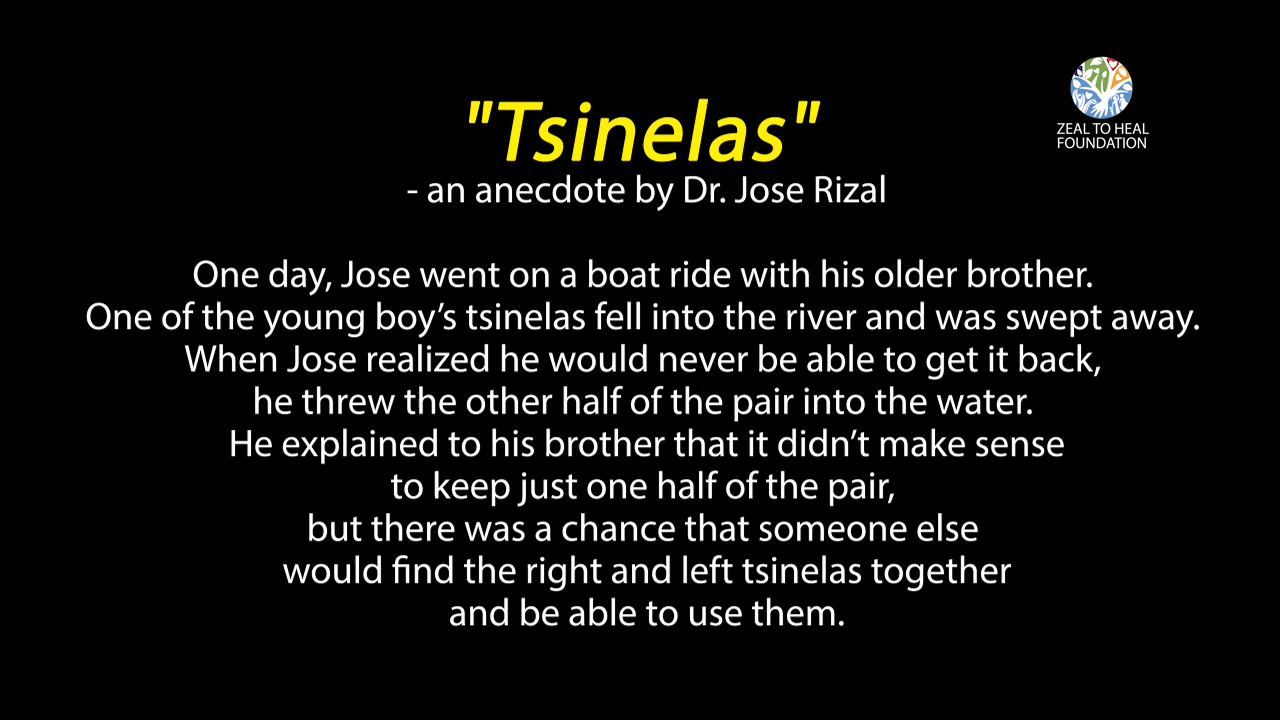 "Tsinelas"
ZEAL TO HEAL
FOUNDATION
- an anecdote by Dr. Jose Rizal
One day, Jose went on a boat ride with his older brother.
One of the young boy’s tsinelas fell into the river and was swept away.
When Jose realized he would never be able to get it back,
he threw the other half of the pair into the water.
He explained to his brother that it didn’t make sense
to keep just one half of the pair,
but there was a chance that someone else
would find the right and left tsinelas together
and be able to use them.